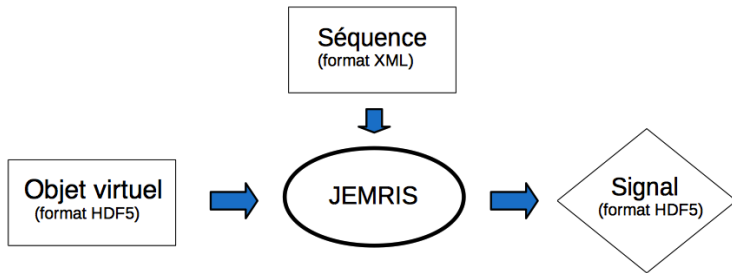 Séquence
(format XML)
Objet virtuel
(format HDF5)
JEMRIS
Signal
(format HDF5)